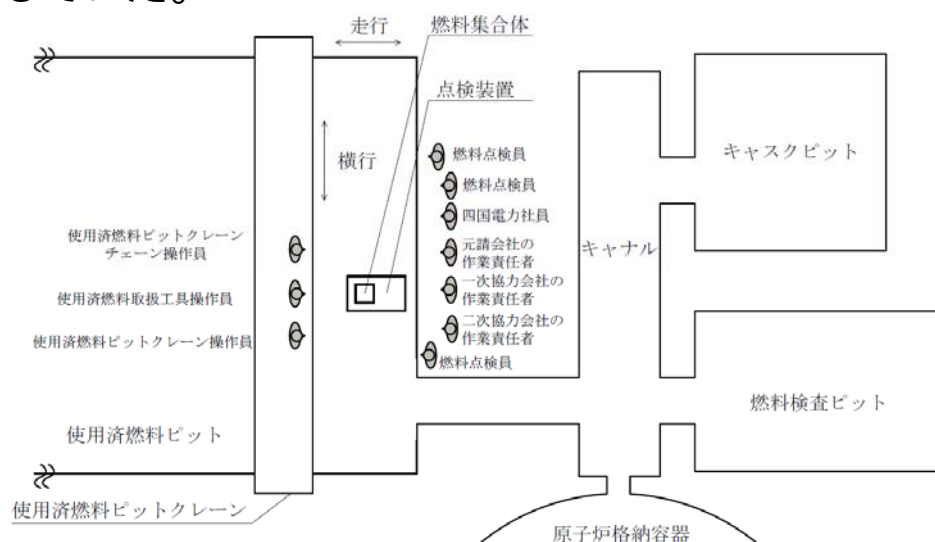 していた。
走行
燃料集合体
点検装置
横行
燃料点検員
燃料点検員
四国電力社員
元請会社の
作業責任者
一次協力会社の
作業責任者
二次協力会社の
作業責任者
燃料点検員
使用済燃料ピットクレーン
チェーン操作員
使用済燃料取扱工具操作員
使用済燃料ピットクレーン操作員
使用済燃料ピット
使用済燃料ピットクレーン
キャナル
キャスクピット
燃料検査ピット
原子炉格納容器